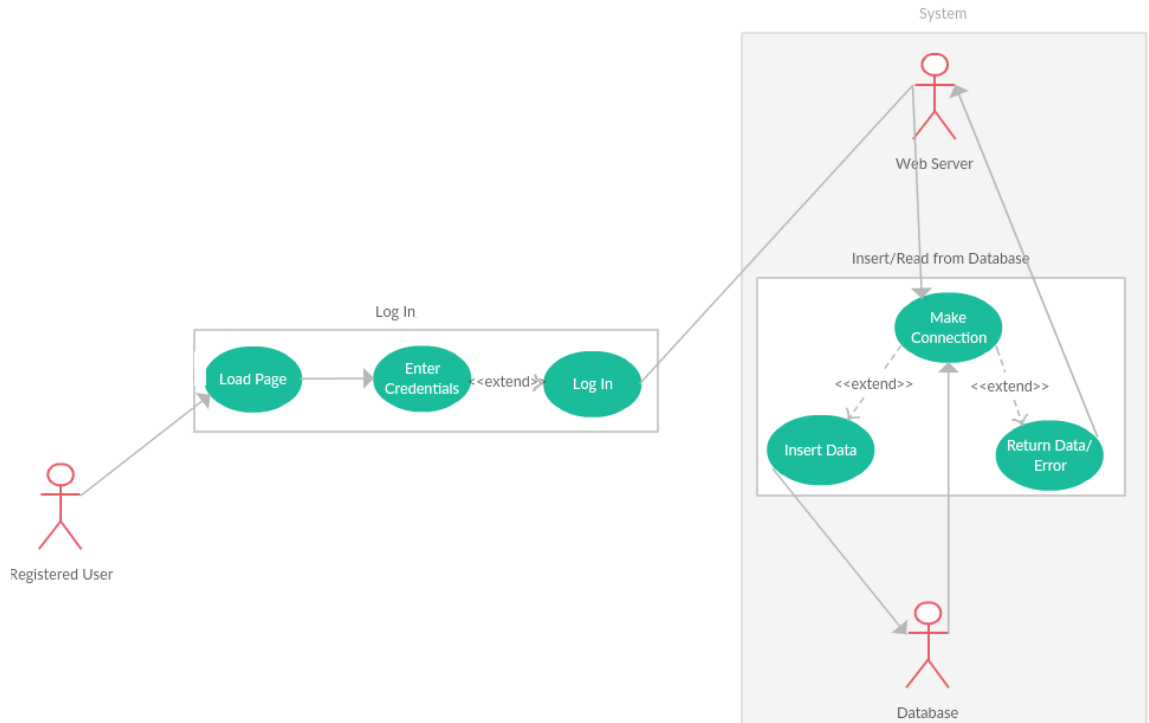 System
Web Server
Insert/Read from Database
Make
Connection
Log In
Load Page
Enter
Credentials
<<extend>>
Log In
<<extend>>
<<extend>>
Insert Data
Return Data/
Error
Registered User
Database